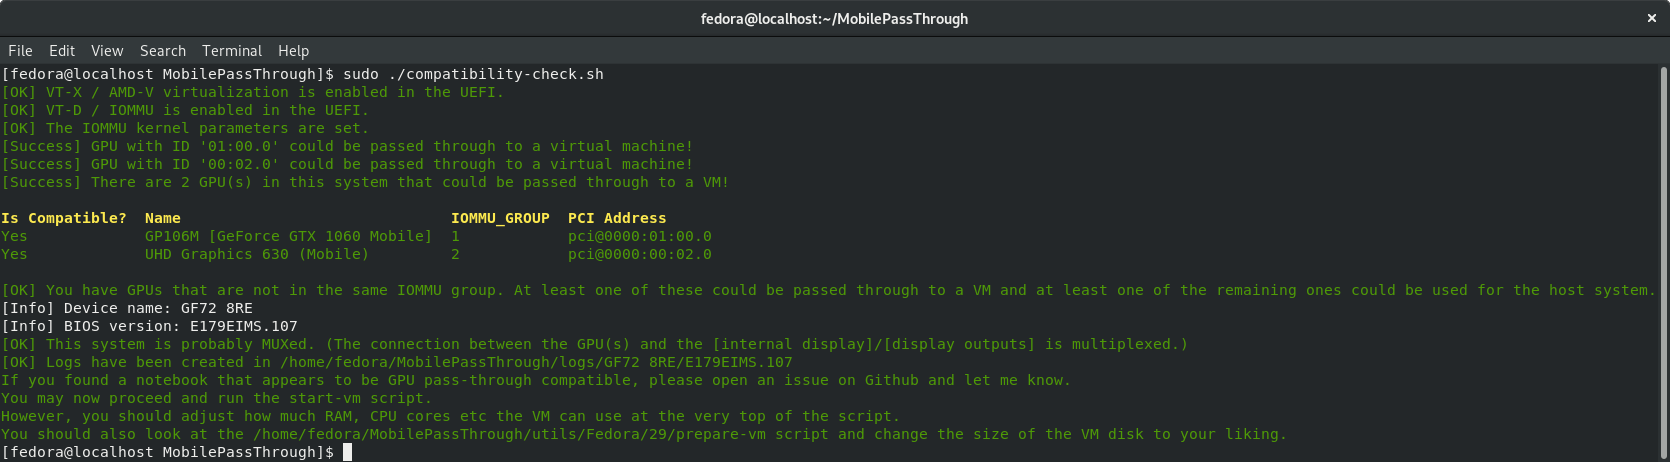 fedora@localhost:~/MobilePassThrough ×
File Edit View Search Terminal Help
[fedora@localhost MobilePassThrough]$ sudo ./compatibility-check.sh
[OK] VT-X / AMD-V virtualization is enabled in the UEFI.
[OK] VT-D / IOMMU is enabled in the UEFI.
[OK] The IOMMU kernel parameters are set.
[Success] GPU with ID '01:00.0' could be passed through to a virtual machine!
[Success] GPU with ID '00:02.0' could be passed through to a virtual machine!
[Success] There are 2 GPU(s) in this system that could be passed through to a VM!
Is Compatible?  Name                              IOMMU_GROUP  PCI Address
Yes             GP106M [GeForce GTX 1060 Mobile]  1            pci@0000:01:00.0
Yes             UHD Graphics 630 (Mobile)         2            pci@0000:00:02.0
[OK] You have GPUs that are not in the same IOMMU group. At least one of these could be passed through to a VM and at least one of the remaining ones could be used for the host system.
[Info] Device name: GF72 8RE
[Info] BIOS version: E179EIMS.107
[OK] This system is probably MUXed. (The connection between the GPU(s) and the [internal display]/[display outputs] is multiplexed.)
[OK] Logs have been created in /home/fedora/MobilePassThrough/logs/GF72 8RE/E179EIMS.107
If you found a notebook that appears to be GPU pass-through compatible, please open an issue on Github and let me know.
You may now proceed and run the start-vm script.
However, you should adjust how much RAM, CPU cores etc the VM can use at the very top of the script.
You should also look at the /home/fedora/MobilePassThrough/utils/Fedora/29/prepare-vm script and change the size of the VM disk to your liking.
[fedora@localhost MobilePassThrough]$